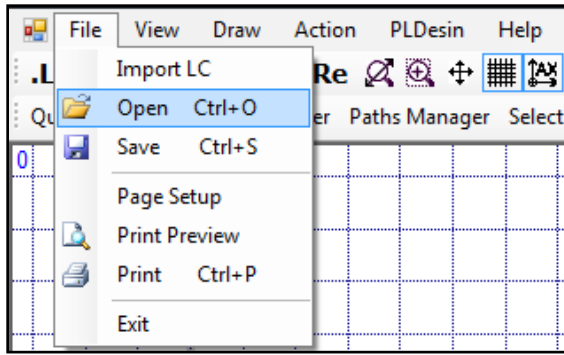 File View Draw Action PLDesin Help
.L Re
Import LC
Qu er Paths Manager Select
Open Ctrl+O
0
Save Ctrl+S
Page Setup
Print Preview
Print Ctrl+P
Exit